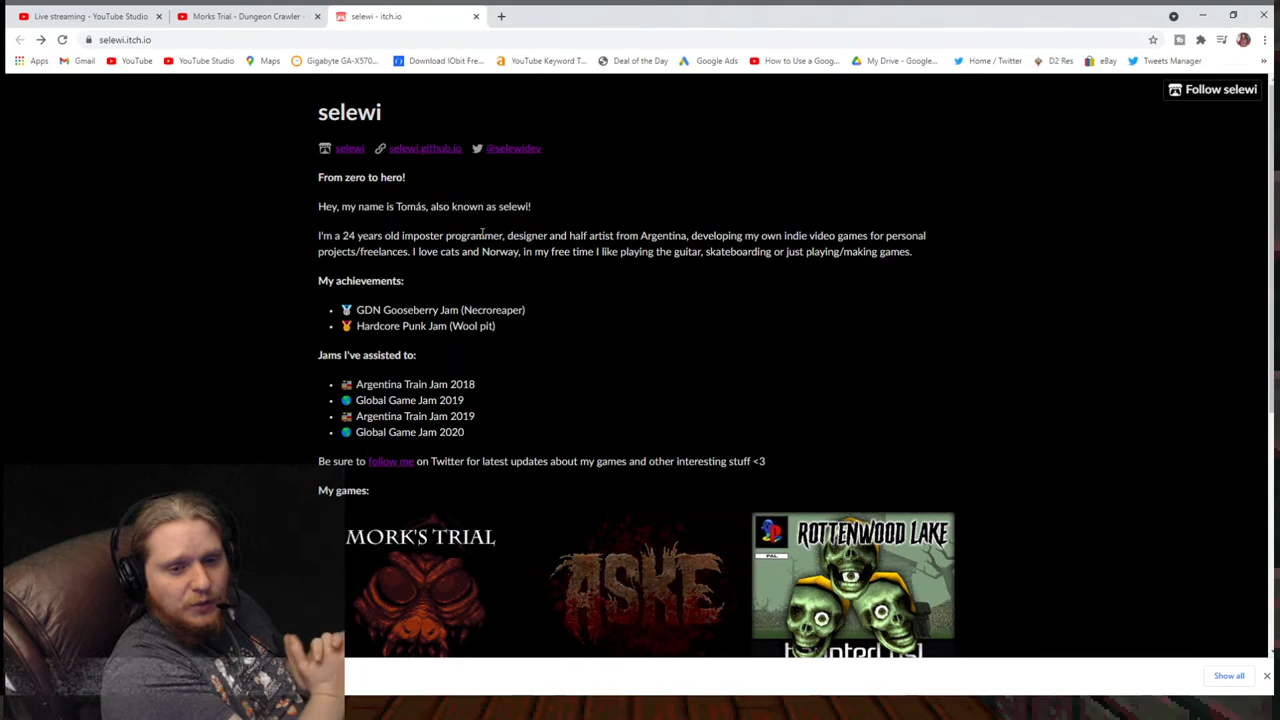 Live streaming - YouTube Studio
Morks Trial - Dungeon Crawler -
selewi - itch.io
selewi.itch.io
Apps
Gmail
YouTube
YouTube Studio
Maps
Gigabyte GA-X570...
Download IObit Fre...
YouTube Keyword T...
Deal of the Day
Google Ads
How to Use a Goog...
My Drive - Google...
Home / Twitter
D2 Res
eBay
Tweets Manager
»
Follow selewi
selewi
selewi selewi.github.io @selewidev
From zero to hero!
Hey, my name is Tomás, also known as selewi!
I'm a 24 years old imposter programmer, designer and half artist from Argentina, developing my own indie video games for personal
projects/freelances. I love cats and Norway, in my free time I like playing the guitar, skateboarding or just playing/making games.
My achievements:
GDN Gooseberry Jam (Necroreaper)
Hardcore Punk Jam (Wool pit)
Jams I've assisted to:
Argentina Train Jam 2018
Global Game Jam 2019
Argentina Train Jam 2019
Global Game Jam 2020
Be sure to follow me on Twitter for latest updates about my games and other interesting stuff <3
My games:
MORK'S TRIAL
ASKE
ROTTENWOOD LAKE
PAL
Show all